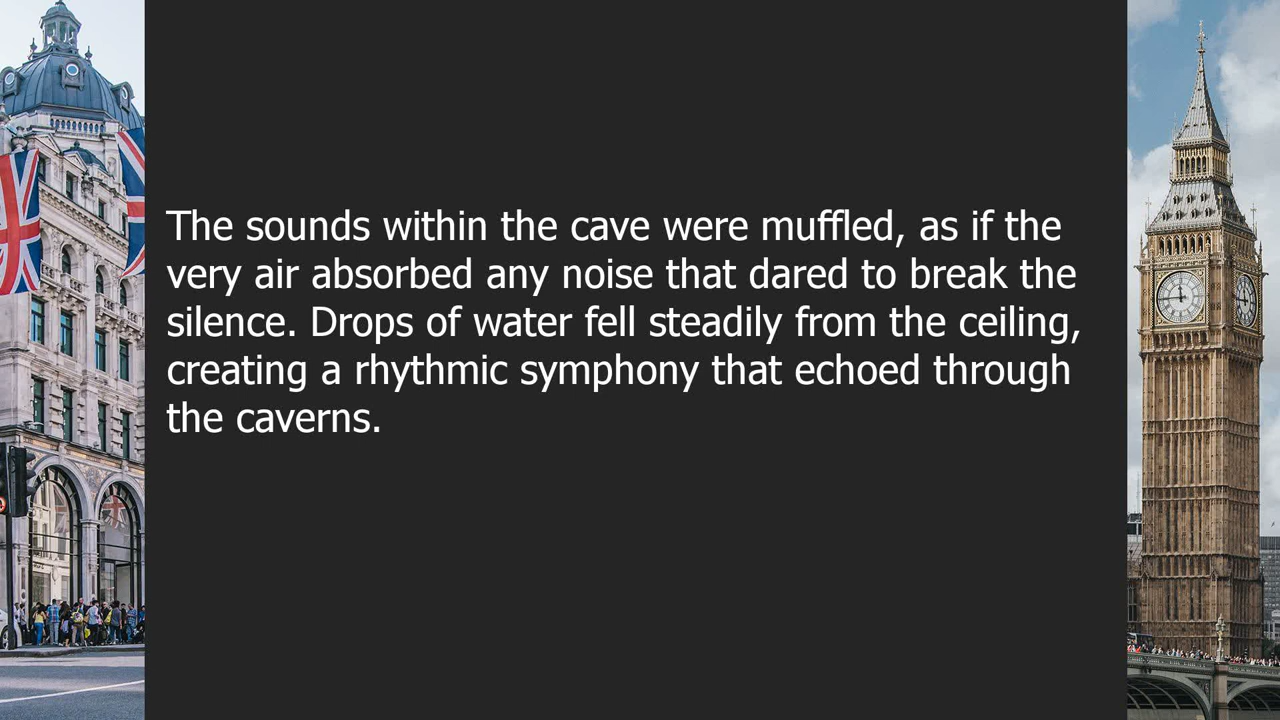 The sounds within the cave were muffled, as if the
very air absorbed any noise that dared to break the
silence. Drops of water fell steadily from the ceiling,
creating a rhythmic symphony that echoed through
the caverns.